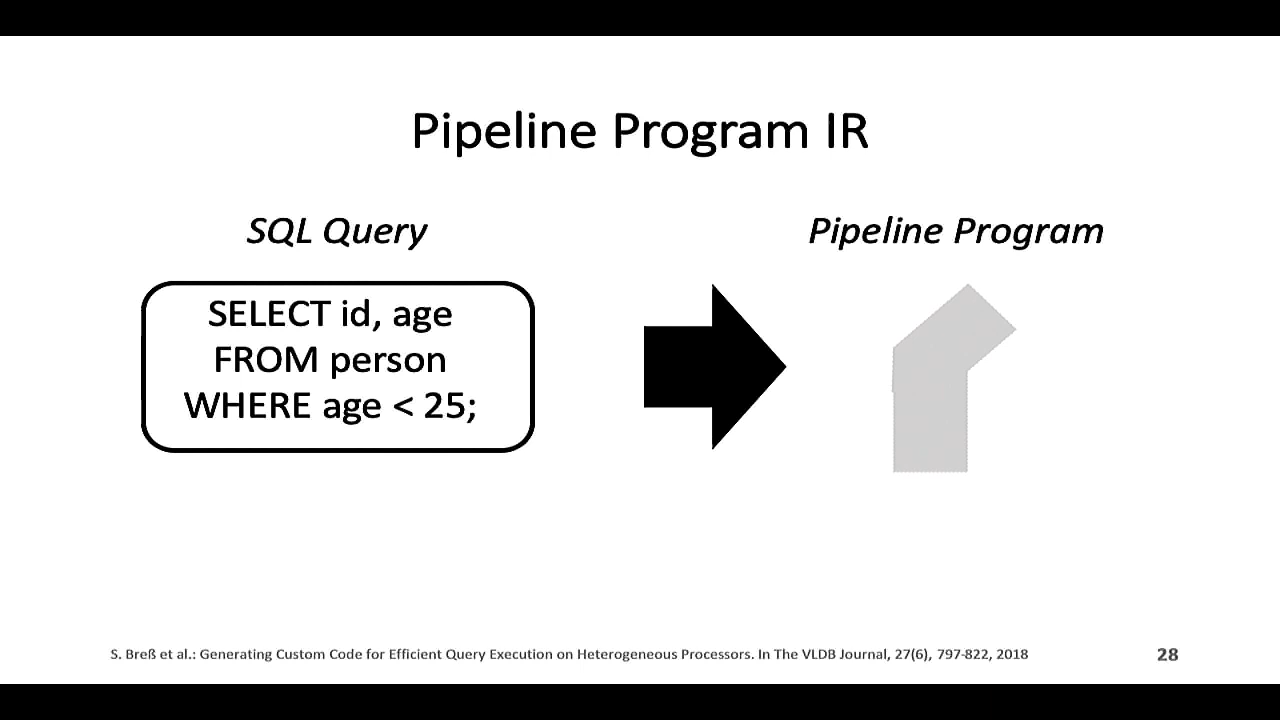 Pipeline Program IR
SQL Query
Pipeline Program
SELECT id, age
FROM person
WHERE age < 25;
S. Breß et al.: Generating Custom Code for Efficient Query Execution on Heterogeneous Processors. In The VLDB Journal, 27(6), 797-822, 2018
28